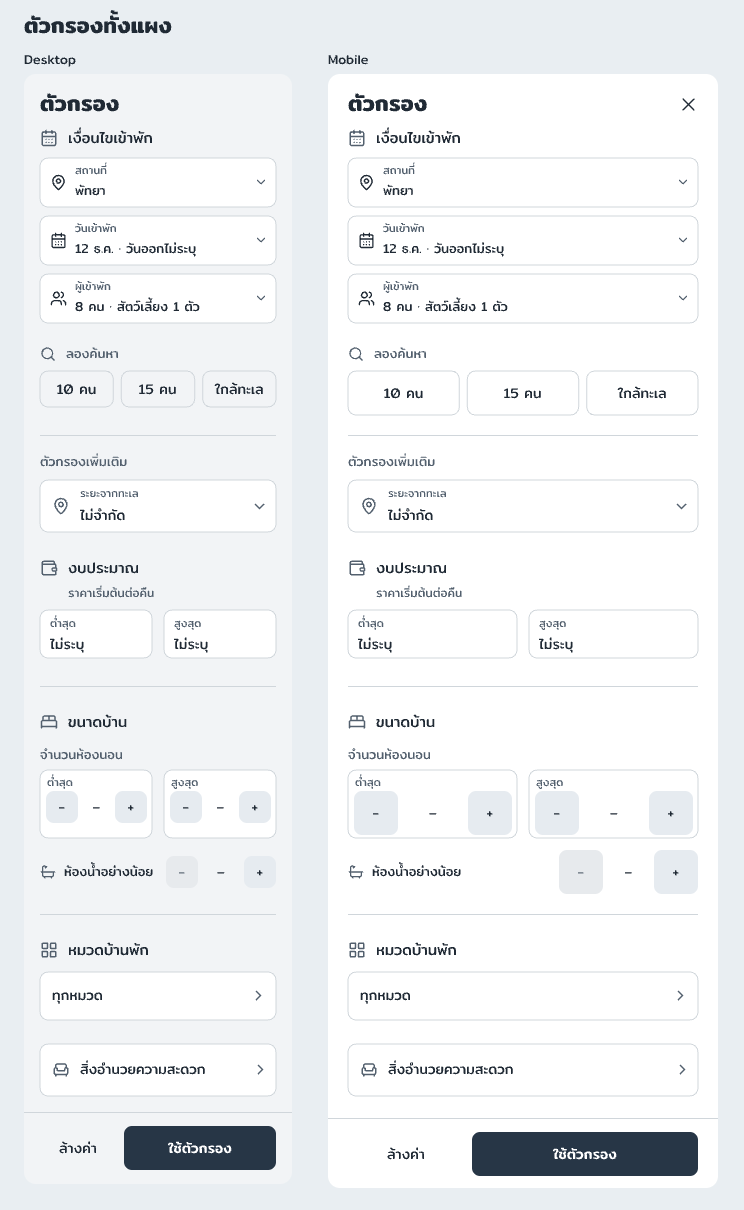 ตัวกรองทั้งแผง
Desktop
ตัวกรอง
เงื่อนไขเข้าพัก
สถานที่
พัทยา
วันเข้าพัก
12 ธ.ค. · วันออกไม่ระบุ
ผู้เข้าพัก
8 คน · สัตว์เลี้ยง 1 ตัว
ลองค้นหา
10 คน 15 คน ใกล้ทะเล
ตัวกรองเพิ่มเติม
ระยะจากทะเล
ไม่จำกัด
งบประมาณ
ราคาเริ่มต้นต่อคืน
ต่ำสุด สูงสุด
ไม่ระบุ ไม่ระบุ
ขนาดบ้าน
จำนวนห้องนอน
ต่ำสุด สูงสุด
− – + − – +
ห้องน้ำอย่างน้อย − – +
หมวดบ้านพัก
ทุกหมวด
สิ่งอำนวยความสะดวก
ล้างค่า ใช้ตัวกรอง
Mobile
ตัวกรอง
เงื่อนไขเข้าพัก
สถานที่
พัทยา
วันเข้าพัก
12 ธ.ค. · วันออกไม่ระบุ
ผู้เข้าพัก
8 คน · สัตว์เลี้ยง 1 ตัว
ลองค้นหา
10 คน 15 คน ใกล้ทะเล
ตัวกรองเพิ่มเติม
ระยะจากทะเล
ไม่จำกัด
งบประมาณ
ราคาเริ่มต้นต่อคืน
ต่ำสุด สูงสุด
ไม่ระบุ ไม่ระบุ
ขนาดบ้าน
จำนวนห้องนอน
ต่ำสุด สูงสุด
− – + − – +
ห้องน้ำอย่างน้อย − – +
หมวดบ้านพัก
ทุกหมวด
สิ่งอำนวยความสะดวก
ล้างค่า ใช้ตัวกรอง